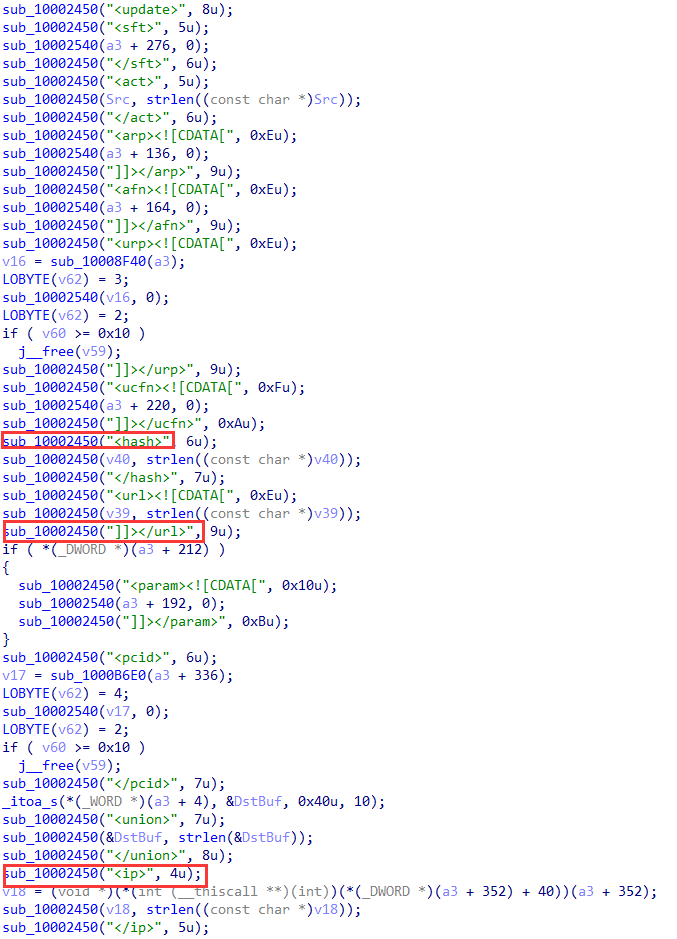 sub_10002450("<update>", 8u);
sub_10002450("<sft>", 5u);
sub_10002540(a3 + 276, 0);
sub_10002450("</sft>", 6u);
sub_10002450("<act>", 5u);
sub_10002450(Src, strlen((const char *)Src));
sub_10002450("</act>", 6u);
sub_10002450("<arp><![CDATA[", 0xEu);
sub_10002540(a3 + 136, 0);
sub_10002450("]]></arp>", 9u);
sub_10002450("<afn><![CDATA[", 0xEu);
sub_10002540(a3 + 164, 0);
sub_10002450("]]></afn>", 9u);
sub_10002450("<urp><![CDATA[", 0xEu);
v16 = sub_10008F40(a3);
LOBYTE(v62) = 3;
sub_10002540(v16, 0);
LOBYTE(v62) = 2;
if ( v60 >= 0x10 )
  j__free(v59);
sub_10002450("]]></urp>", 9u);
sub_10002450("<ucfn><![CDATA[", 0xFu);
sub_10002540(a3 + 220, 0);
sub_10002450("]]></ucfn>", 0xAu);
sub_10002450("<hash>", 6u);
sub_10002450(v40, strlen((const char *)v40));
sub_10002450("</hash>", 7u);
sub_10002450("<url><![CDATA[", 0xEu);
sub_10002450(v39, strlen((const char *)v39));
sub_10002450("]]></url>", 9u);
if ( *(_DWORD *)(a3 + 212) )
{
  sub_10002450("<param><![CDATA[", 0x10u);
  sub_10002540(a3 + 192, 0);
  sub_10002450("]]></param>", 0xBu);
}
sub_10002450("<pcid>", 6u);
v17 = sub_1000B6E0(a3 + 336);
LOBYTE(v62) = 4;
sub_10002540(v17, 0);
LOBYTE(v62) = 2;
if ( v60 >= 0x10 )
  j__free(v59);
sub_10002450("</pcid>", 7u);
_itoa_s(*(_WORD *)(a3 + 4), &DstBuf, 0x40u, 10);
sub_10002450("<union>", 7u);
sub_10002450(&DstBuf, strlen(&DstBuf));
sub_10002450("</union>", 8u);
sub_10002450("<ip>", 4u);
v18 = (void *)(*(int (__thiscall **)(int))(*(_DWORD *)(a3 + 352) + 40))(a3 + 352);
sub_10002450(v18, strlen((const char *)v18));
sub_10002450("</ip>", 5u);